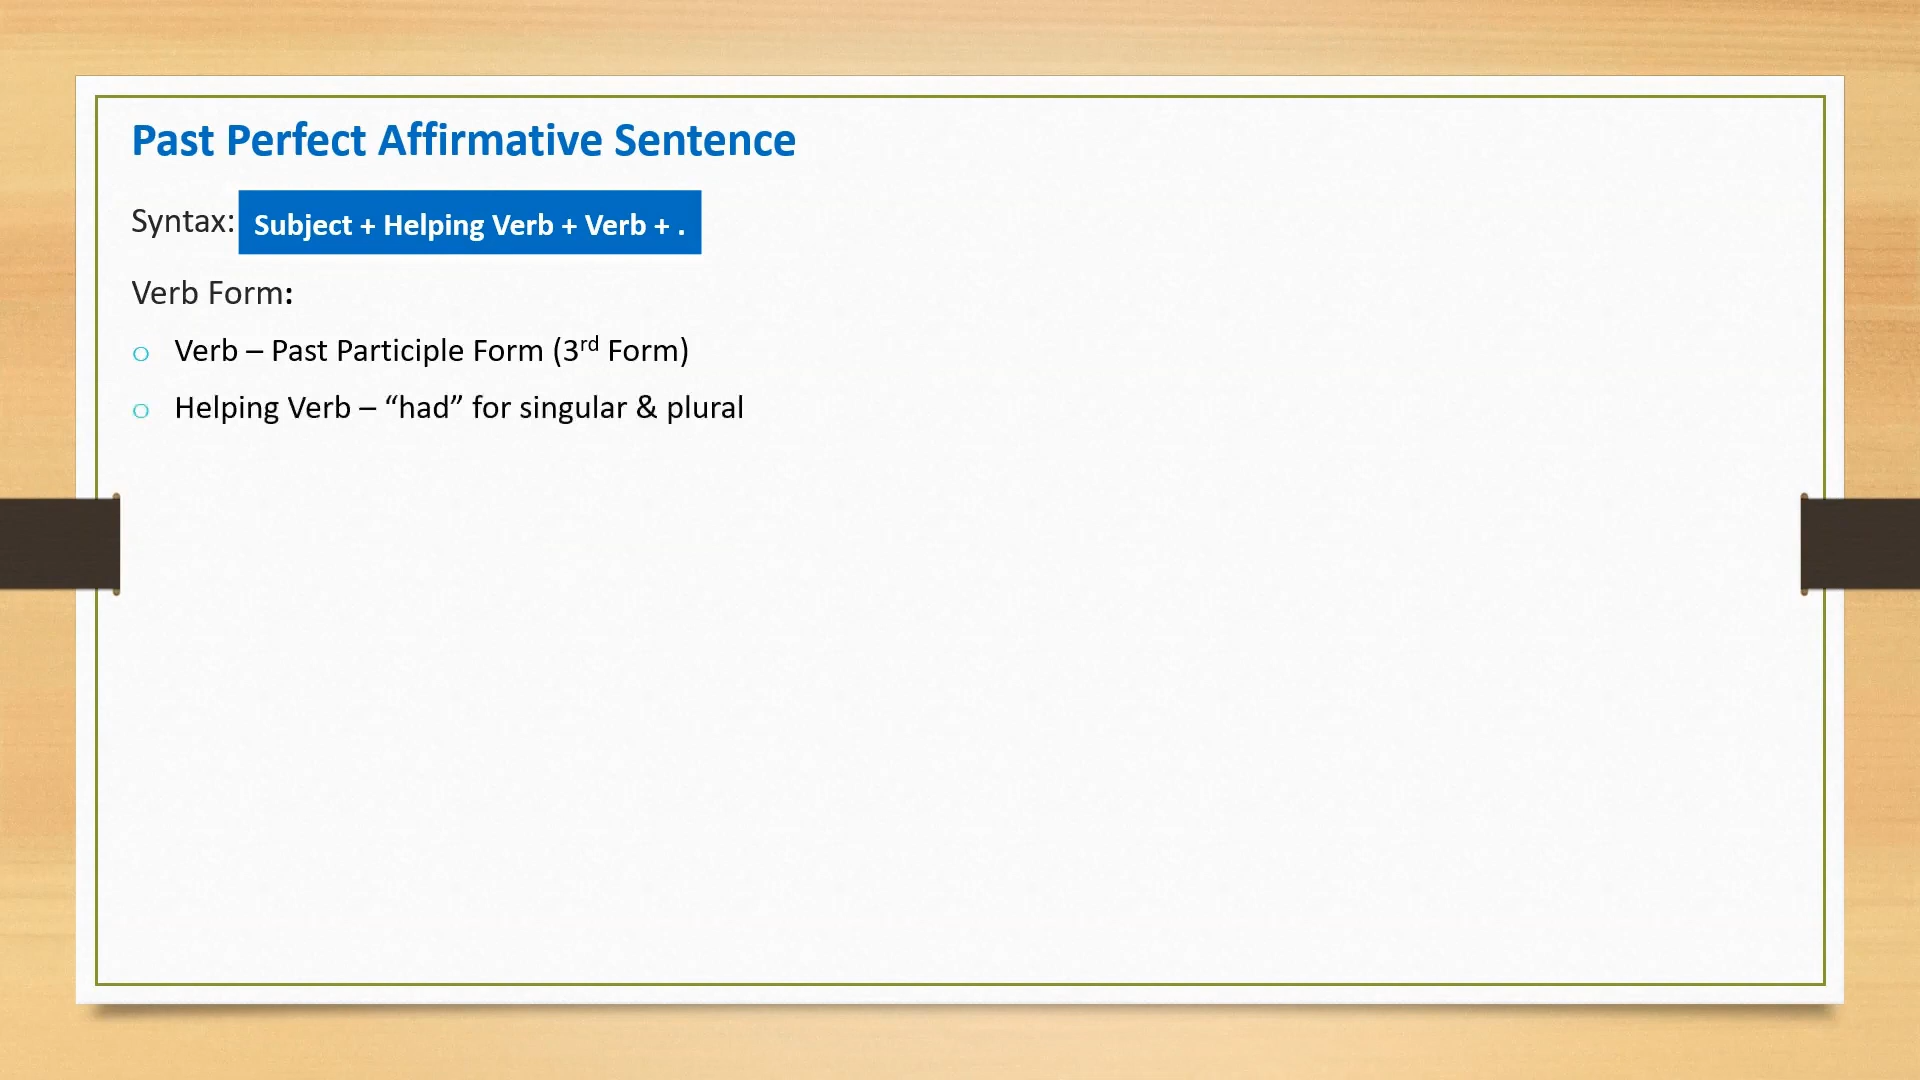 Past Perfect Affirmative Sentence
Syntax: Subject + Helping Verb + Verb + .
Verb Form:
o Verb – Past Participle Form (3rd Form)
o Helping Verb – “had” for singular & plural